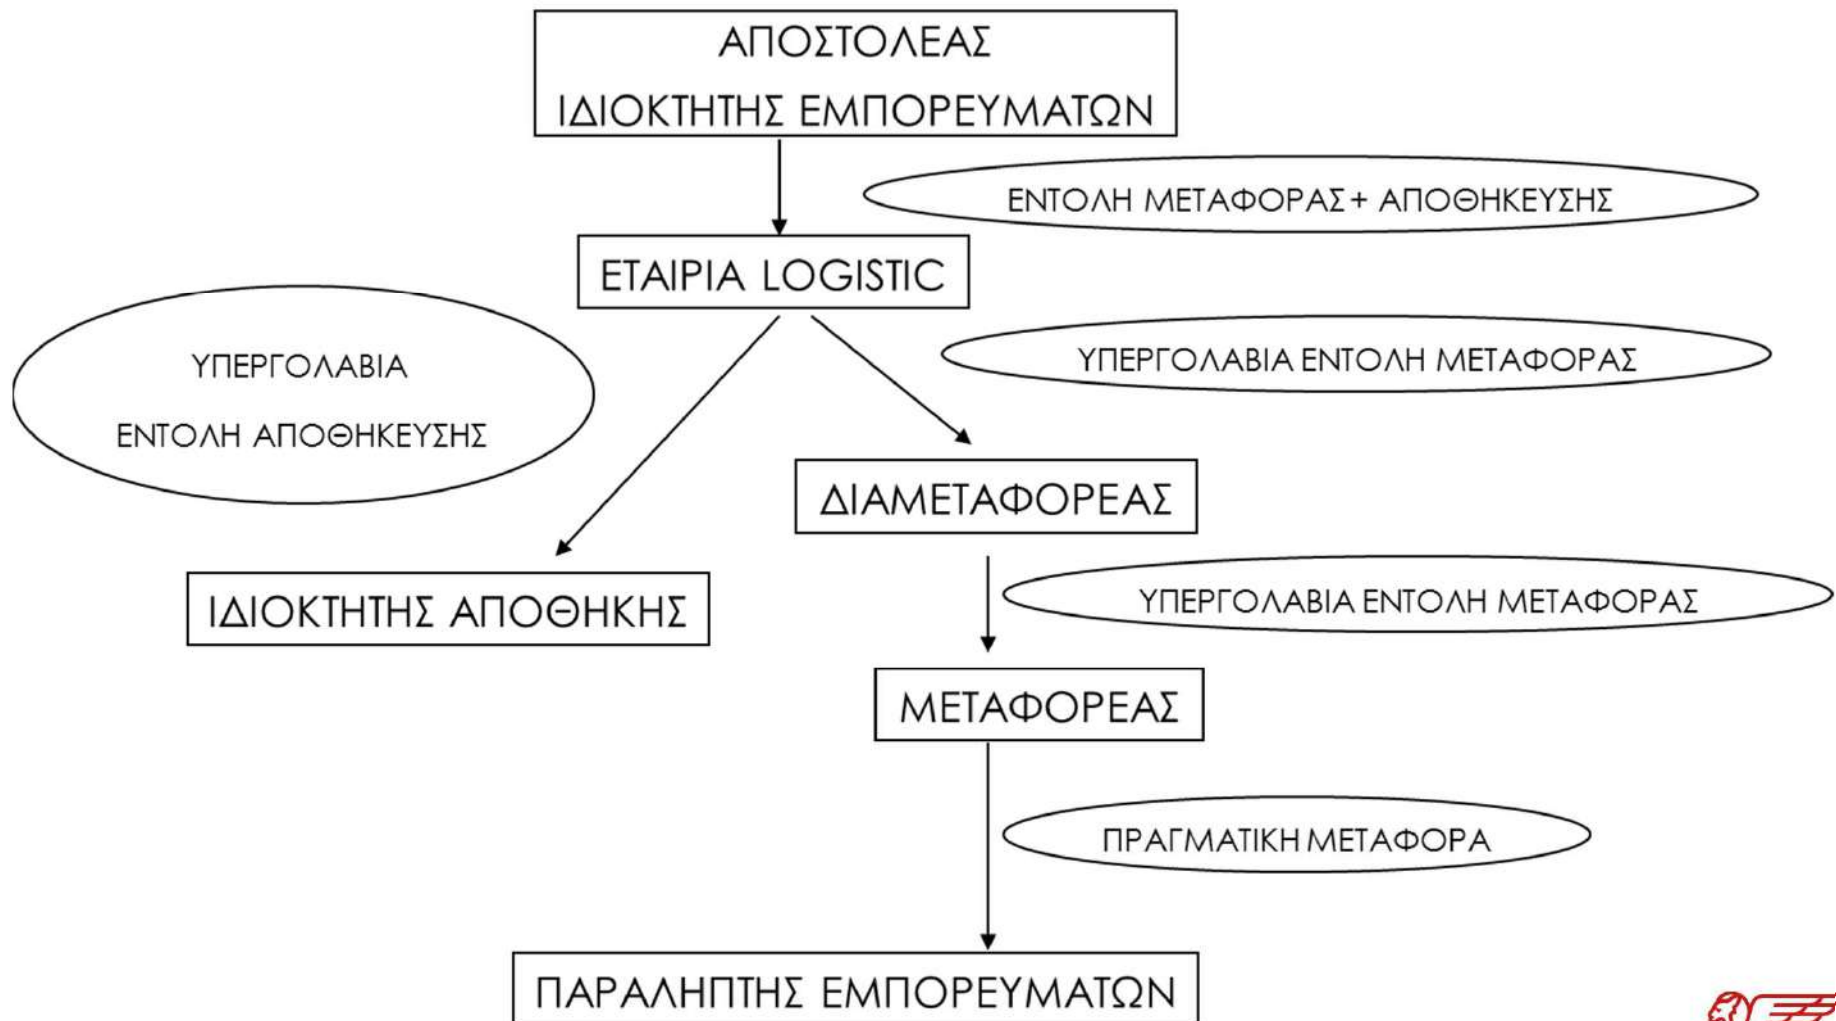 ΑΠΟΣΤΟΛΕΑΣ
ΙΔΙΟΚΤΗΤΗΣ ΕΜΠΟΡΕΥΜΑΤΩΝ
ΕΝΤΟΛΗ ΜΕΤΑΦΟΡΑΣ+ ΑΠΟΘΗΚΕΥΣΗΣ
ΕΤΑΙΡΙΑ LOGISTIC
ΥΠΕΡΓΟΛΑΒΙΑ
ΕΝΤΟΛΗ ΑΠΟΘΗΚΕΥΣΗΣ
ΥΠΕΡΓΟΛΑΒΙΑ ΕΝΤΟΛΗ ΜΕΤΑΦΟΡΑΣ
ΔΙΑΜΕΤΑΦΟΡΕΑΣ
ΙΔΙΟΚΤΗΤΗΣ ΑΠΟΘΗΚΗΣ
ΥΠΕΡΓΟΛΑΒΙΑ ΕΝΤΟΛΗ ΜΕΤΑΦΟΡΑΣ
ΜΕΤΑΦΟΡΕΑΣ
ΠΡΑΓΜΑΤΙΚΗ ΜΕΤΑΦΟΡΑ
ΠΑΡΑΛΗΠΤΗΣ ΕΜΠΟΡΕΥΜΑΤΩΝ